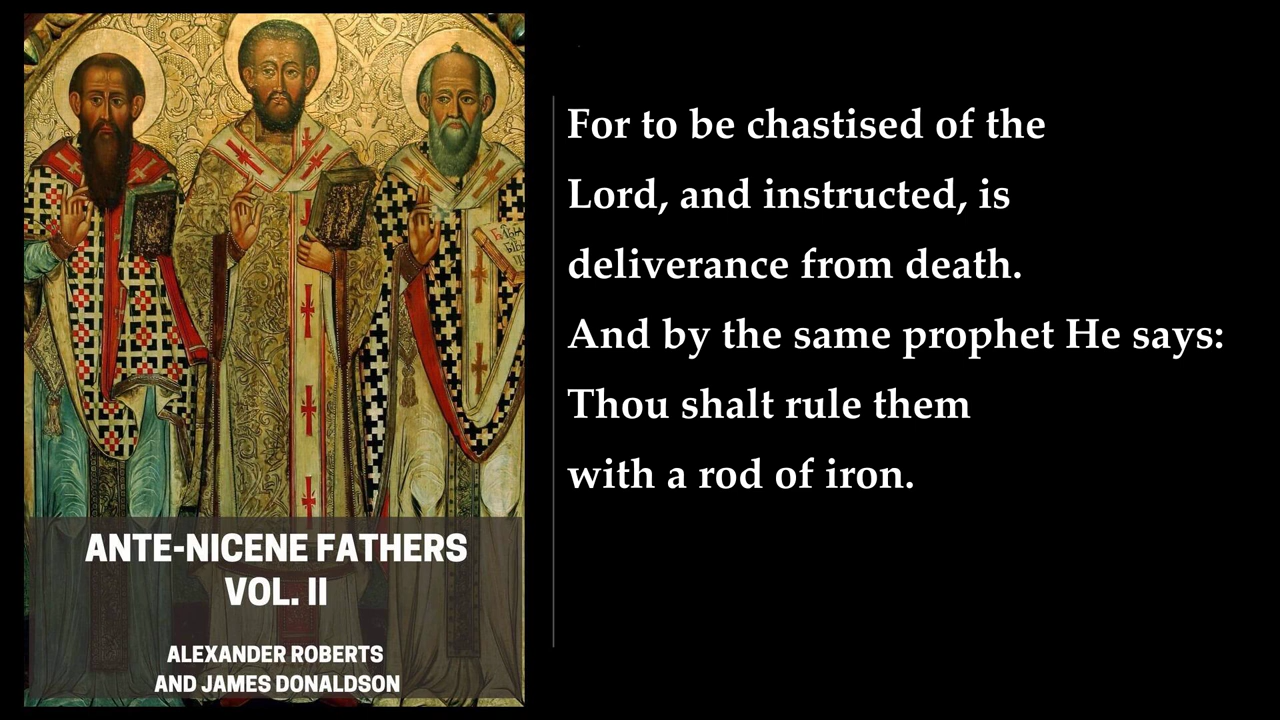 ANTE-NICENE FATHERS
VOL. II
ALEXANDER ROBERTS
AND JAMES DONALDSON
For to be chastised of the
Lord, and instructed, is
deliverance from death.
And by the same prophet He says:
Thou shalt rule them
with a rod of iron.